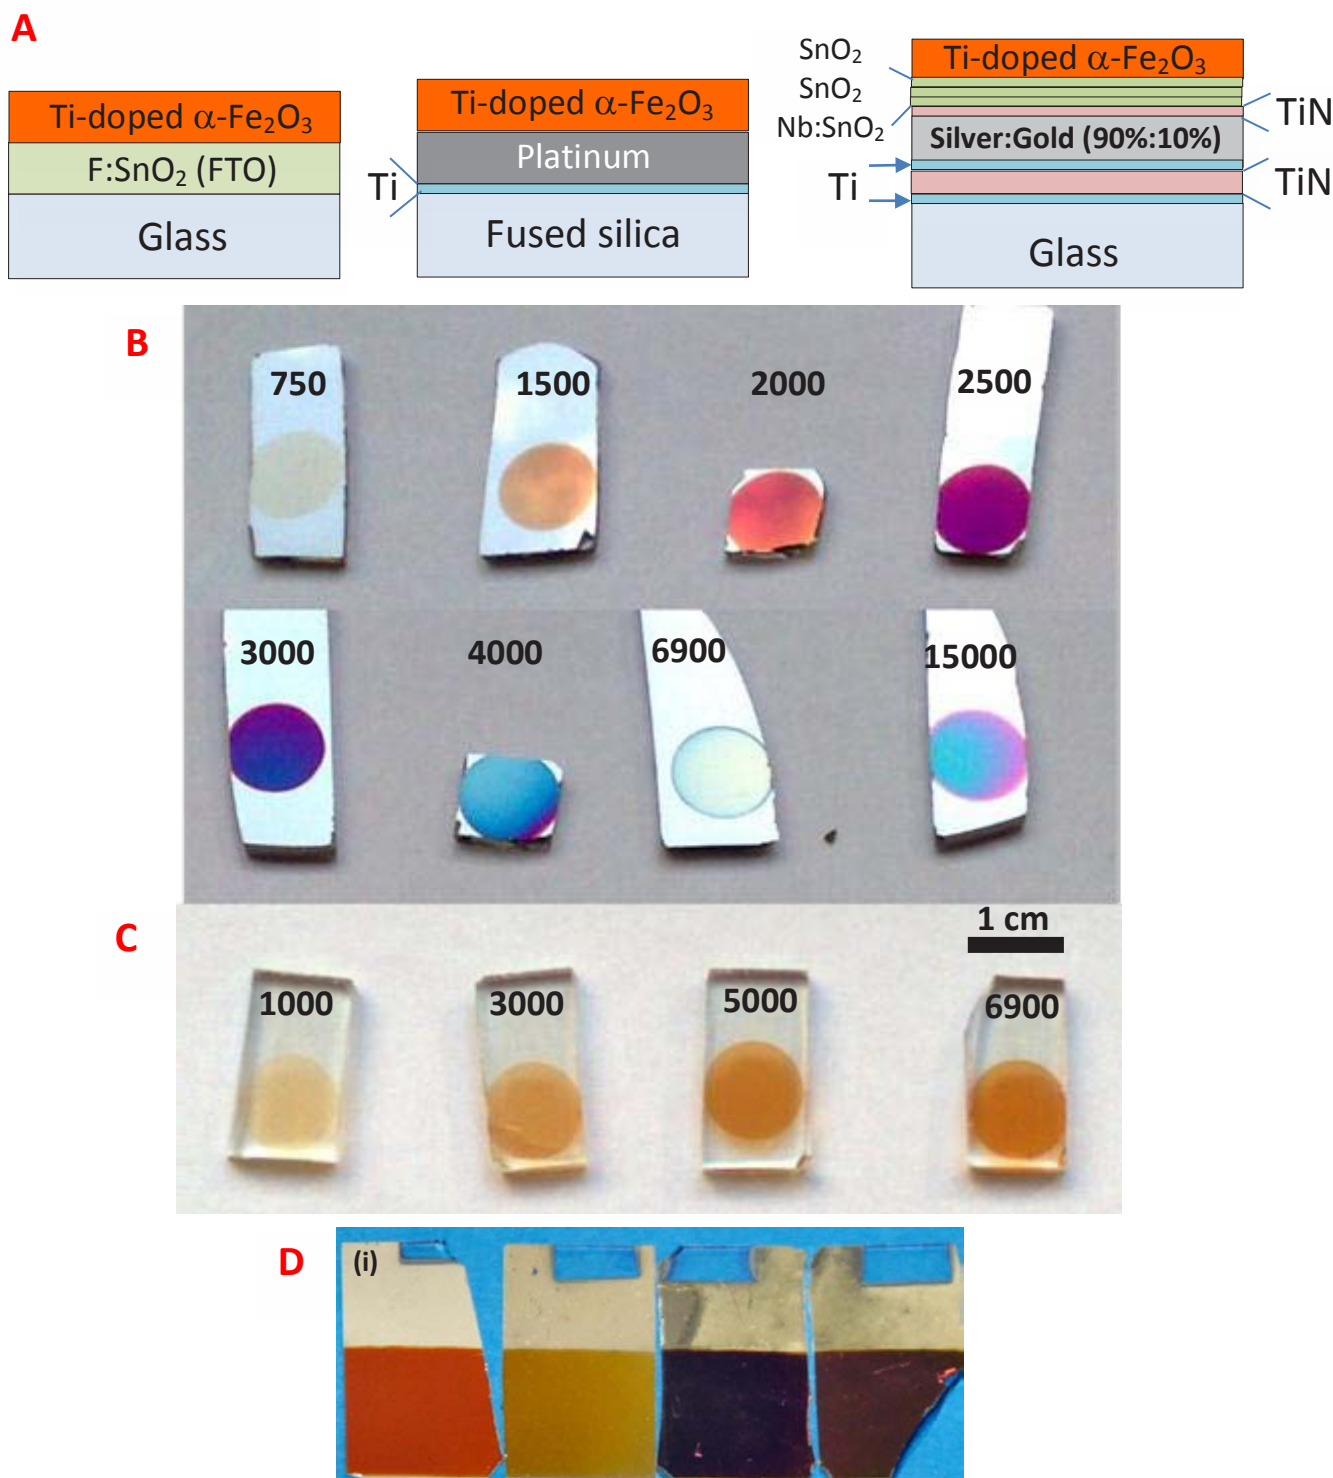 A
Ti-doped α-Fe₂O₃
F:SnO₂ (FTO)
Glass
Ti-doped α-Fe₂O₃
Platinum
Ti
Fused silica
SnO₂
SnO₂
Nb:SnO₂
Ti-doped α-Fe₂O₃
TiN
Silver:Gold (90%:10%)
Ti
TiN
Glass
B
750
1500
2000
2500
3000
4000
6900
15000
C
1 cm
1000
3000
5000
6900
D
(i)